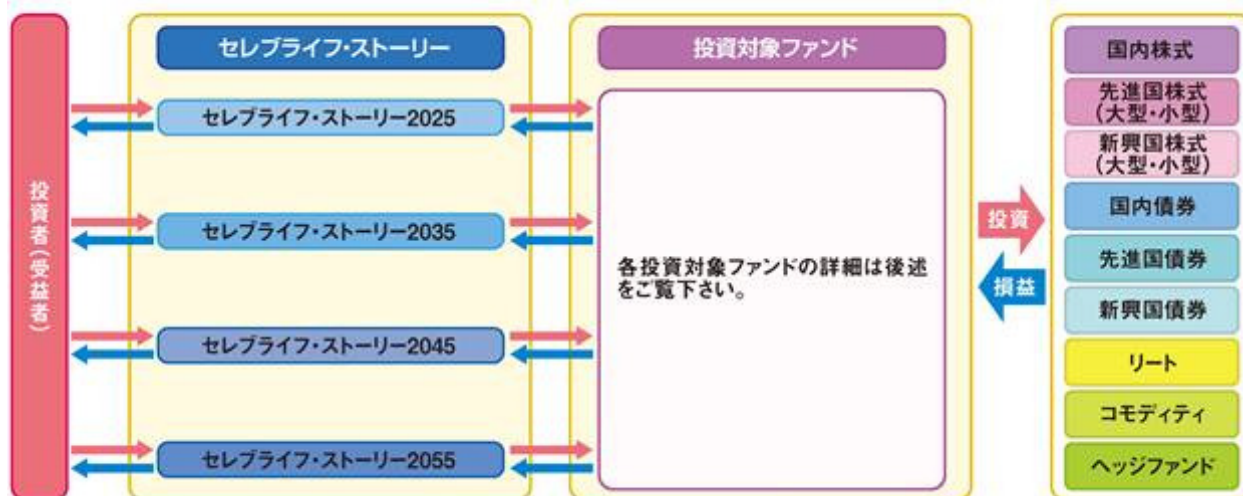 投資者(受益者)
セレブライフ・ストーリー
セレブライフ・ストーリー2025
セレブライフ・ストーリー2035
セレブライフ・ストーリー2045
セレブライフ・ストーリー2055
投資対象ファンド
各投資対象ファンドの詳細は後述
をご覧下さい。
投資
損益
国内株式
先進国株式
(大型・小型)
新興国株式
(大型・小型)
国内債券
先進国債券
新興国債券
リート
コモディティ
ヘッジファンド